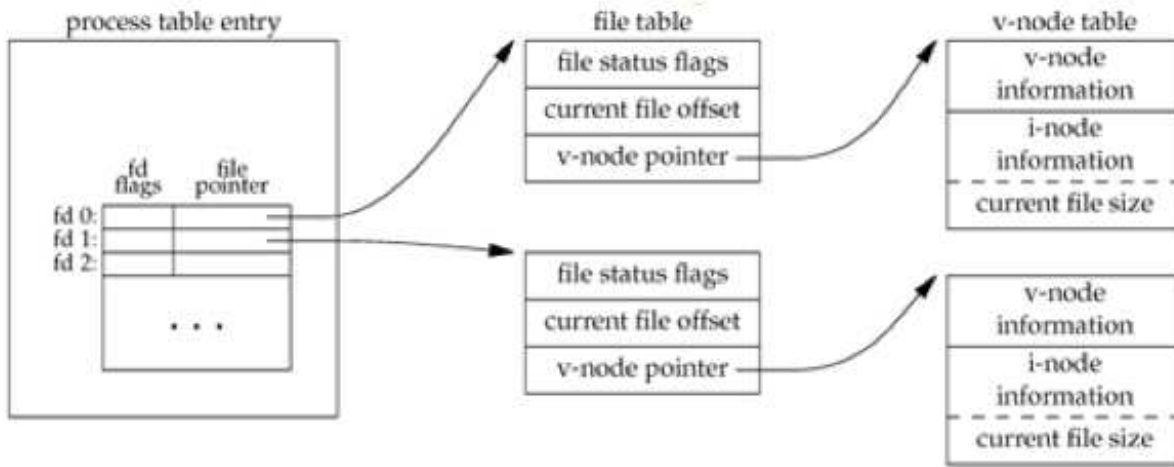 process table entry
fd
flags
file
pointer
fd 0:
fd 1:
fd 2:
. . .
file table
file status flags
current file offset
v-node pointer
file status flags
current file offset
v-node pointer
v-node table
v-node
information
i-node
information
current file size
v-node
information
i-node
information
current file size